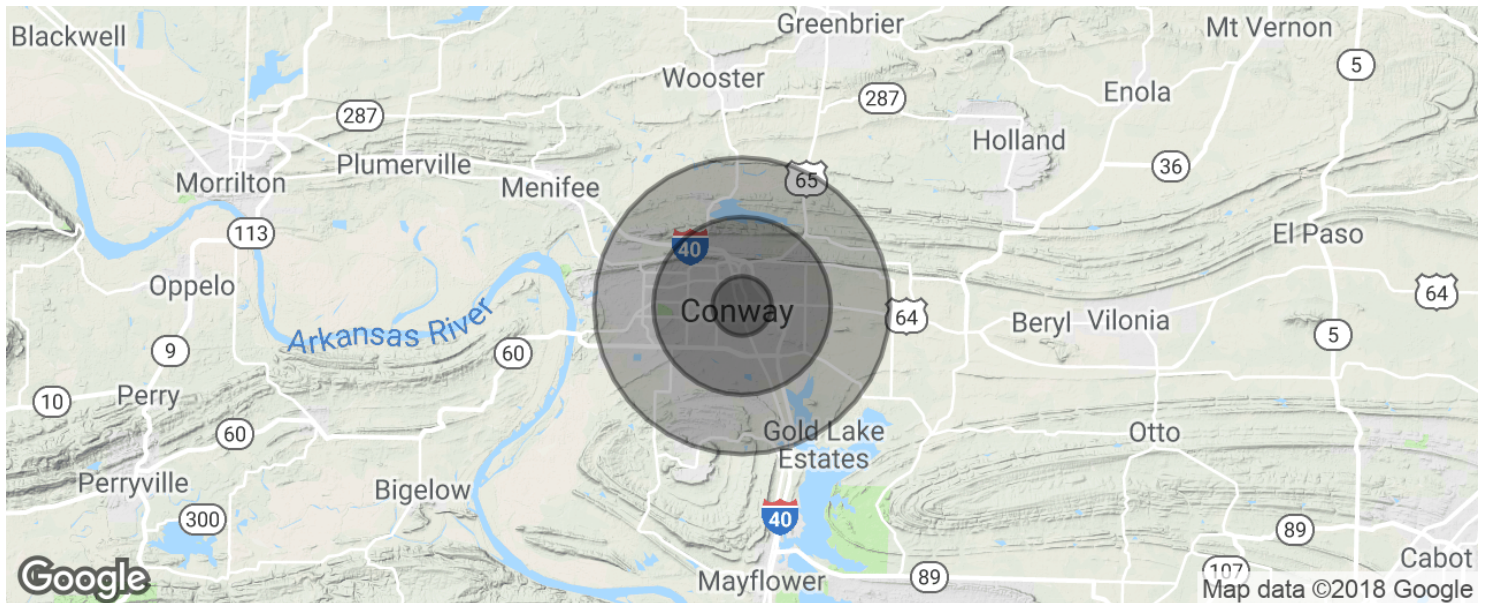 Blackwell
Greenbrier
Mt Vernon
5
Wooster
Enola
287
287
Holland
Plumerville
36
Morrilton
Menifee
65
113
40
El Paso
Oppelo
64
Arkansas River
Conway
64
Beryl
Vilonia
5
60
9
10
Perry
60
Gold Lake
Estates
Otto
Perryville
Bigelow
300
40
89
Cabot
Google
Mayflower
89
107
Map data ©2018 Google